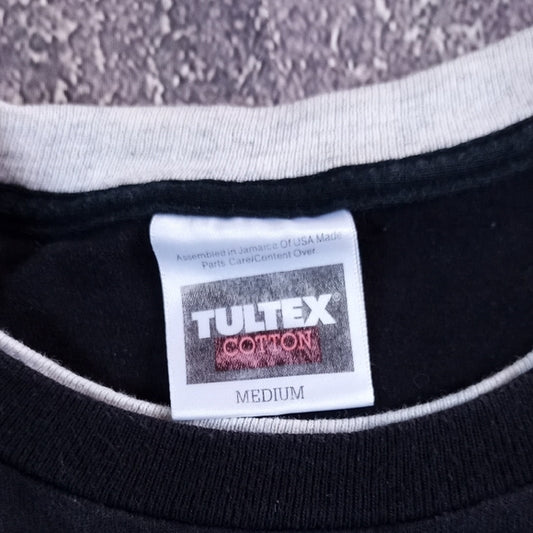 Assembled in Jamaica Of USA Made
Parts Care/Content Over
TULTEX®
COTTON
MEDIUM